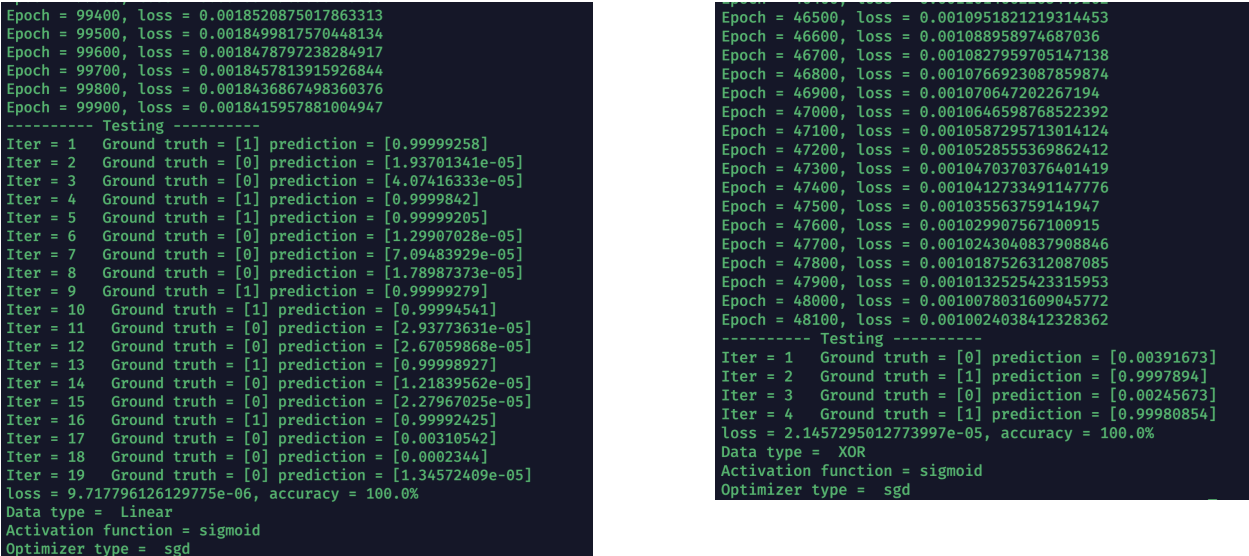 Epoch = 99400, loss = 0.00185208750178633​13
Epoch = 99500, loss = 0.0018499817570448134
Epoch = 99600, loss = 0.0018478797238284917
Epoch = 99700, loss = 0.0018457813915926844
Epoch = 99800, loss = 0.0018436867498360376
Epoch = 99900, loss = 0.0018415957881004947
---------- Testing ----------
Iter = 1   Ground truth = [1] prediction = [0.99999258]
Iter = 2   Ground truth = [0] prediction = [1.93701341e-05]
Iter = 3   Ground truth = [0] prediction = [4.07416333e-05]
Iter = 4   Ground truth = [1] prediction = [0.9999842]
Iter = 5   Ground truth = [1] prediction = [0.99999205]
Iter = 6   Ground truth = [0] prediction = [1.29907028e-05]
Iter = 7   Ground truth = [0] prediction = [7.09483929e-05]
Iter = 8   Ground truth = [0] prediction = [1.78987373e-05]
Iter = 9   Ground truth = [1] prediction = [0.99999279]
Iter = 10   Ground truth = [1] prediction = [0.99994541]
Iter = 11   Ground truth = [0] prediction = [2.93773631e-05]
Iter = 12   Ground truth = [0] prediction = [2.67059868e-05]
Iter = 13   Ground truth = [1] prediction = [0.99998927]
Iter = 14   Ground truth = [0] prediction = [1.21839562e-05]
Iter = 15   Ground truth = [0] prediction = [2.27967025e-05]
Iter = 16   Ground truth = [1] prediction = [0.99992425]
Iter = 17   Ground truth = [0] prediction = [0.00310542]
Iter = 18   Ground truth = [0] prediction = [0.0002344]
Iter = 19   Ground truth = [0] prediction = [1.34572409e-05]
loss = 9.717796126129775e-06, accuracy = 100.0%
Data type =  Linear
Activation function = sigmoid
Optimizer type =  sgd
Epoch = 46500, loss = 0.0010951821219314453
Epoch = 46600, loss = 0.001088958974687036
Epoch = 46700, loss = 0.0010827959705147138
Epoch = 46800, loss = 0.0010766923087859874
Epoch = 46900, loss = 0.001070647202267194
Epoch = 47000, loss = 0.0010646598768522392
Epoch = 47100, loss = 0.0010587295713014124
Epoch = 47200, loss = 0.0010528555369862412
Epoch = 47300, loss = 0.0010470370376401419
Epoch = 47400, loss = 0.0010412733491147776
Epoch = 47500, loss = 0.001035563759141947
Epoch = 47600, loss = 0.001029907567100915
Epoch = 47700, loss = 0.0010243040837908846
Epoch = 47800, loss = 0.0010187526312087085
Epoch = 47900, loss = 0.0010132525423315953
Epoch = 48000, loss = 0.0010078031609045772
Epoch = 48100, loss = 0.0010024038412328362
---------- Testing ----------
Iter = 1   Ground truth = [0] prediction = [0.00391673]
Iter = 2   Ground truth = [1] prediction = [0.9997894]
Iter = 3   Ground truth = [0] prediction = [0.00245673]
Iter = 4   Ground truth = [1] prediction = [0.99980854]
loss = 2.1457295012773997e-05, accuracy = 100.0%
Data type =  XOR
Activation function = sigmoid
Optimizer type =  sgd